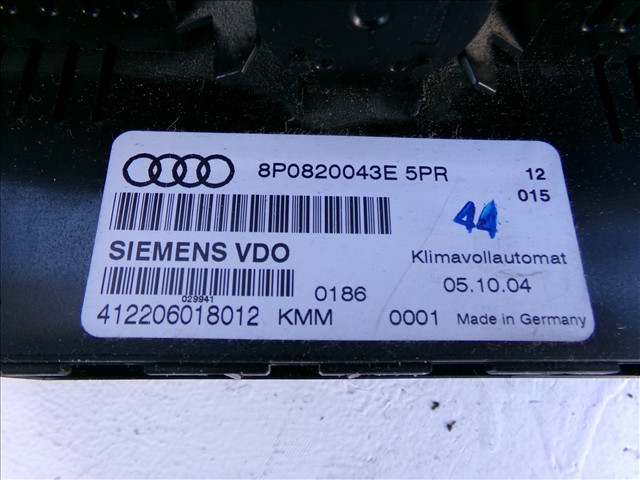 8P0820043E 5PR 12
015
44
SIEMENS VDO Klimavollautomat
029941 0186 05.10.04
412206018012 KMM 0001 Made in Germany